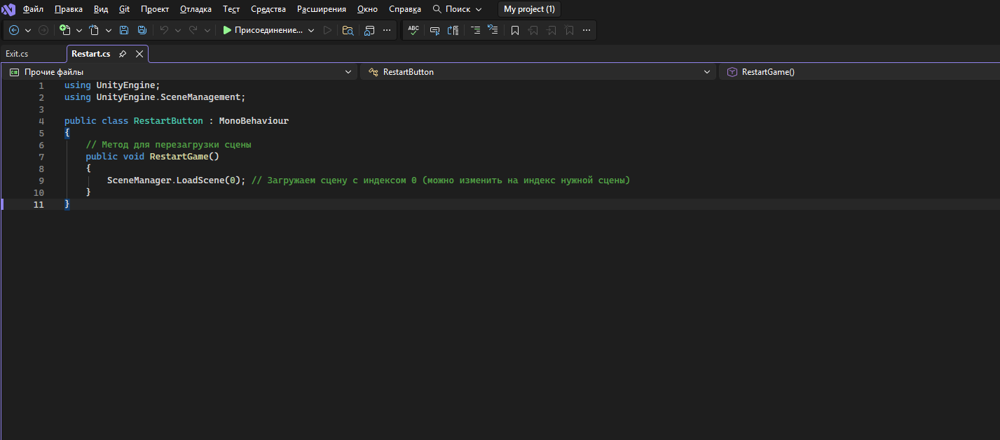 Файл Правка Вид Git Проект Отладка Тест Средства Расширения Окно Справка Поиск My project (1)
Присоединение...
ABC
Exit.cs Restart.cs
C# Прочие файлы RestartButton RestartGame()
1 using UnityEngine;
2 using UnityEngine.SceneManagement;
3
4 public class RestartButton : MonoBehaviour
5 {
6 // Метод для перезагрузки сцены
7 public void RestartGame()
8 {
9 SceneManager.LoadScene(0); // Загружаем сцену с индексом 0 (можно изменить на индекс нужной сцены)
10 }
11 }